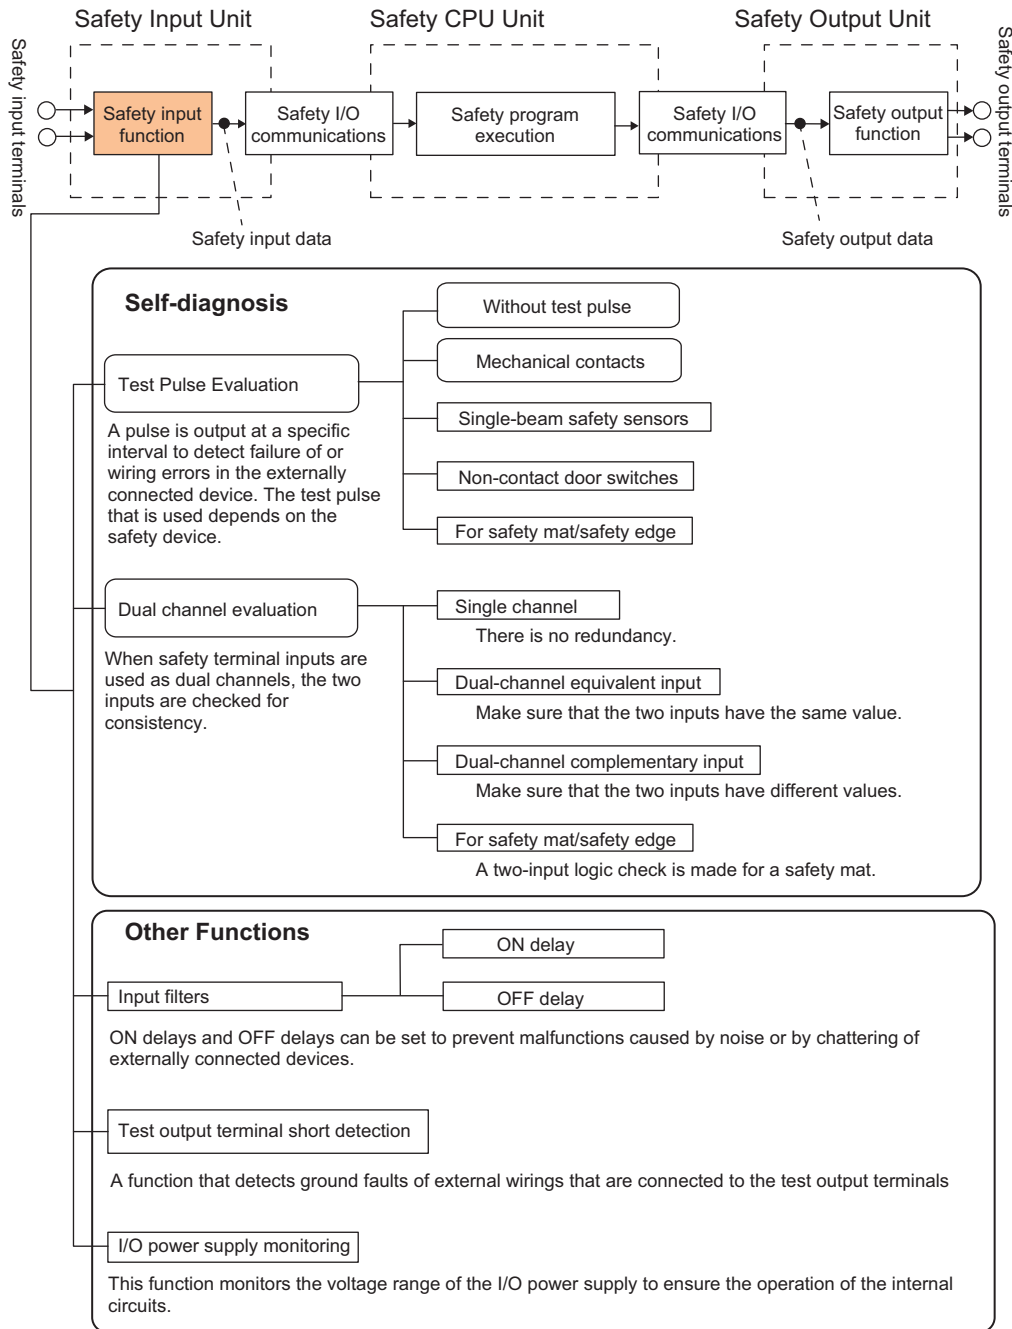 Safety Input Unit
Safety CPU Unit
Safety Output Unit
Safety input terminals
Safety input
function
Safety I/O
communications
Safety program
execution
Safety I/O
communications
Safety output
function
Safety output terminals
Safety input data
Safety output data
Self-diagnosis
Test Pulse Evaluation
A pulse is output at a specific
interval to detect failure of or
wiring errors in the externally
connected device. The test pulse
that is used depends on the
safety device.
Without test pulse
Mechanical contacts
Single-beam safety sensors
Non-contact door switches
For safety mat/safety edge
Dual channel evaluation
When safety terminal inputs are
used as dual channels, the two
inputs are checked for
consistency.
Single channel
There is no redundancy.
Dual-channel equivalent input
Make sure that the two inputs have the same value.
Dual-channel complementary input
Make sure that the two inputs have different values.
For safety mat/safety edge
A two-input logic check is made for a safety mat.
Other Functions
Input filters
ON delay
OFF delay
ON delays and OFF delays can be set to prevent malfunctions caused by noise or by chattering of
externally connected devices.
Test output terminal short detection
A function that detects ground faults of external wirings that are connected to the test output terminals
I/O power supply monitoring
This function monitors the voltage range of the I/O power supply to ensure the operation of the internal
circuits.